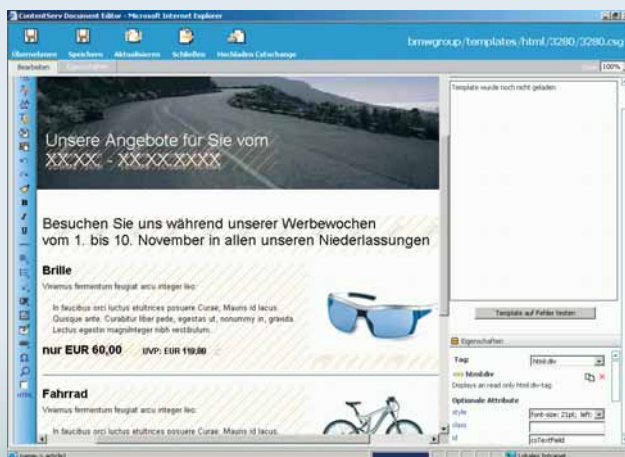 ContentServ Document Editor - Microsoft Internet Explorer
Übernehmen Speichern Aktualisieren Schließen Hochladen Cutxchange
bmwgroup/templates/html/3280/3280.csg
Bearbeiten Eigenschaften
100%
Template wurde noch nicht geladen
Unsere Angebote für Sie vom
XX.XX. - XX.XX.XXXX
Besuchen Sie uns während unserer Werbewochen
vom 1. bis 10. November in allen unseren Niederlassungen
Brille
Vivamus fermentum feugiat arcu integer leo:
In faucibus orci luctus etultrices posuere Curae; Mauris id lacus.
Quisque ante. Curabitur liber pede, egestas ut, nonummy in, gravida.
Lectus egestin magnisInteger nibh vestibulum.
nur EUR 60,00 UVP: EUR 119,00
Template auf Fehler testen
Eigenschaften
Tag: html:div
html:div
Displays an read only html div-tag.
Optionale Attribute
style font-size: 21pt; left:
class
id csTextField
Fahrrad
Vivamus fermentum feugiat arcu integer leo:
In faucibus orci luctus etultrices posuere Curae; Mauris id lacus.
HTML
Lokales Intranet